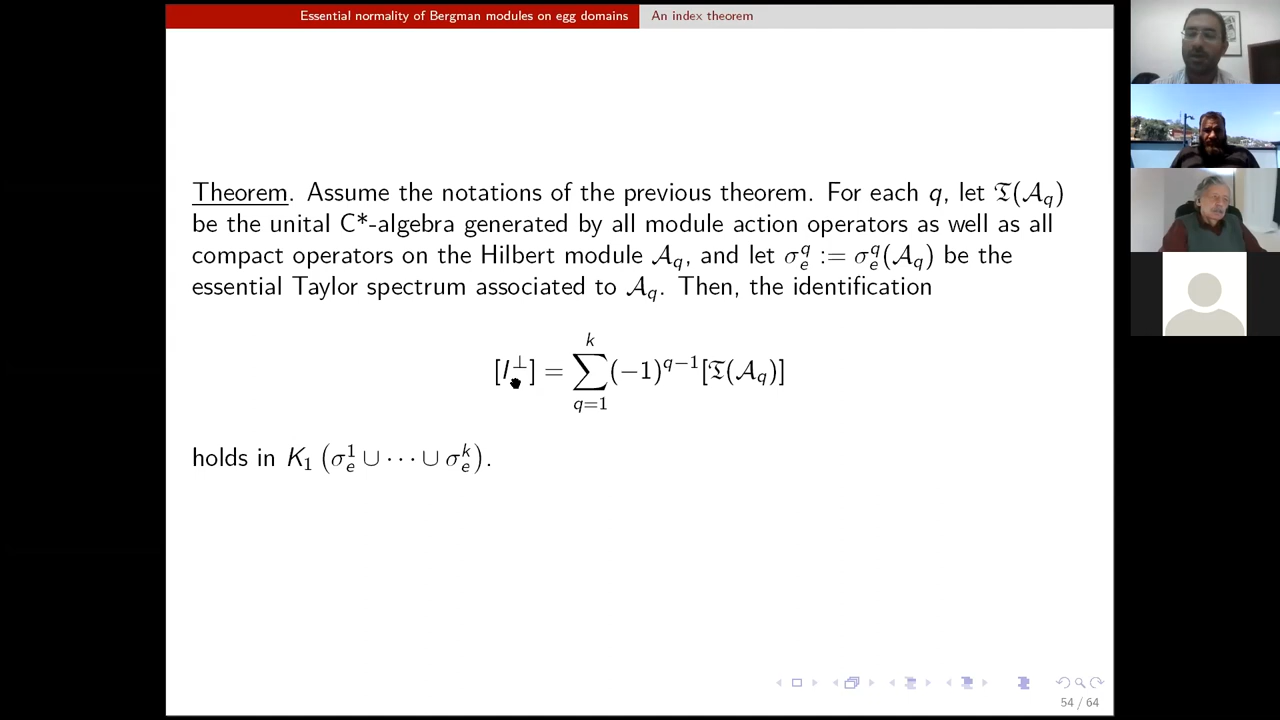 Essential normality of Bergman modules on egg domains An index theorem
Theorem. Assume the notations of the previous theorem. For each q, let 𝔗(𝒜_q)
be the unital C*-algebra generated by all module action operators as well as all
compact operators on the Hilbert module 𝒜_q, and let σ_e^q := σ_e^q(𝒜_q) be the
essential Taylor spectrum associated to 𝒜_q. Then, the identification
[I^⊥] = ∑_{q=1}^{k} (−1)^{q−1}[𝔗(𝒜_q)]
holds in K_1 (σ_e^1 ∪ ⋯ ∪ σ_e^k).
54 / 64